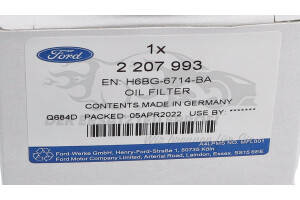 Ford
1x
2 207 993
EN: H6BG-6714-BA
OIL FILTER
CONTENTS MADE IN GERMANY
Q664D PACKED 05APR2022 USE BY: -------
A4LPMS NO. MFL001
Ford-Werke GmbH, Henry-Ford-Straße 1, 50735 Köln
Ford Motor Company Limited, Arterial Road, Laindon, Essex SS15 6EE